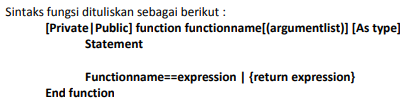 Sintaks fungsi dituliskan sebagai berikut :
[Private|Public] function functionname[(argumentlist)] [As type]
Statement
Functionname==expression | {return expression}
End function